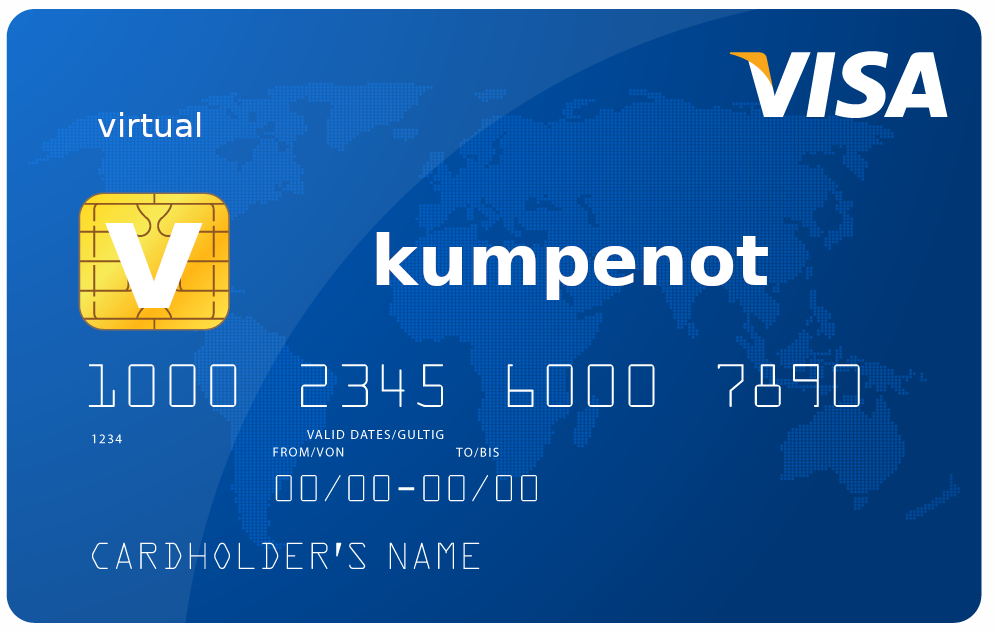 VISA
virtual
V
kumpenot
1000 2345 6000 7890
1234
VALID DATES/GULTIG
FROM/VON TO/BIS
00/00-00/00
CARDHOLDER'S NAME